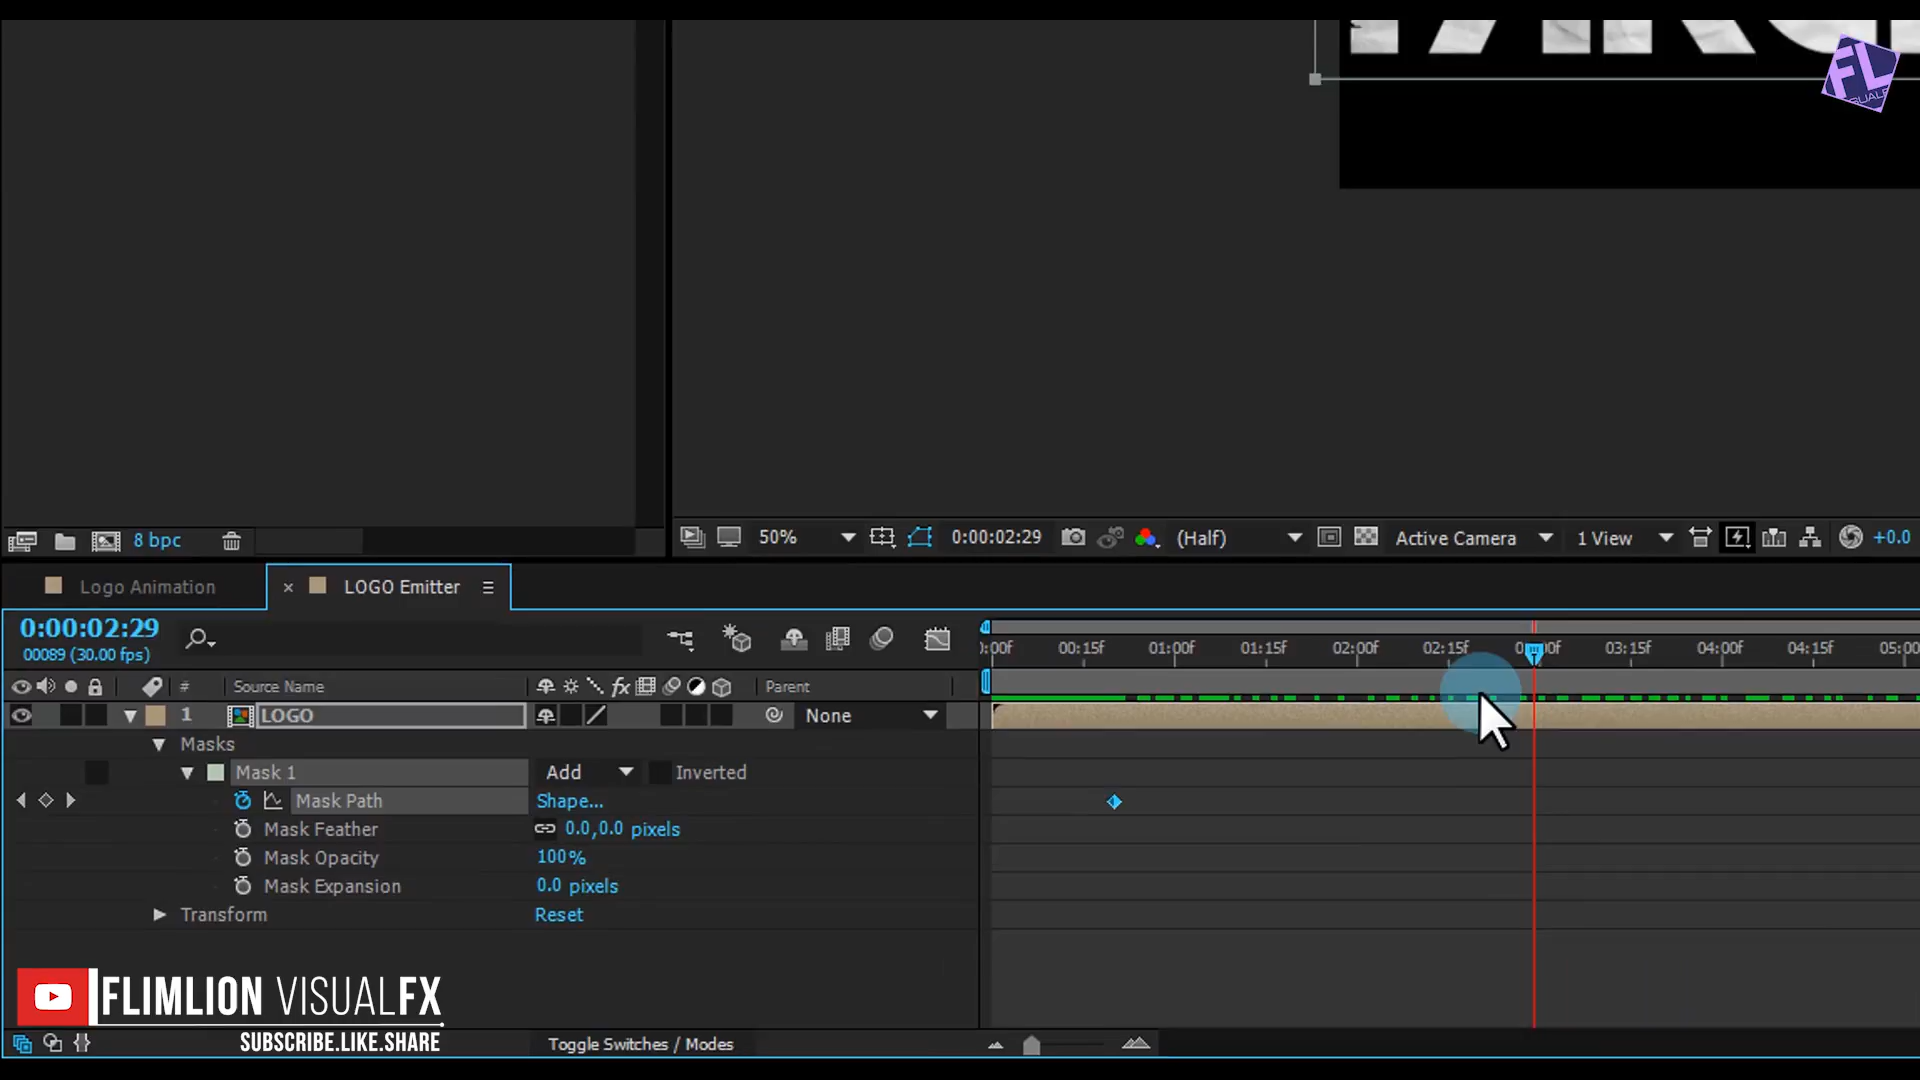 FL
8 bpc
50%
0:00:02:29
(Half)
Active Camera
1 View
+0.0
Logo Animation
LOGO Emitter
0:00:02:29
00089 (30.00 fps)
00f
00:15f
01:00f
01:15f
02:00f
02:15f
03:15f
04:00f
04:15f
05:00
#
Source Name
fx
Parent
1
LOGO
None
Masks
Mask 1
Add
Inverted
Mask Path
Shape...
Mask Feather
0.0,0.0 pixels
Mask Opacity
100%
Mask Expansion
0.0 pixels
Transform
Reset
FLIMLION VISUALFX
SUBSCRIBE.LIKE.SHARE
Toggle Switches / Modes